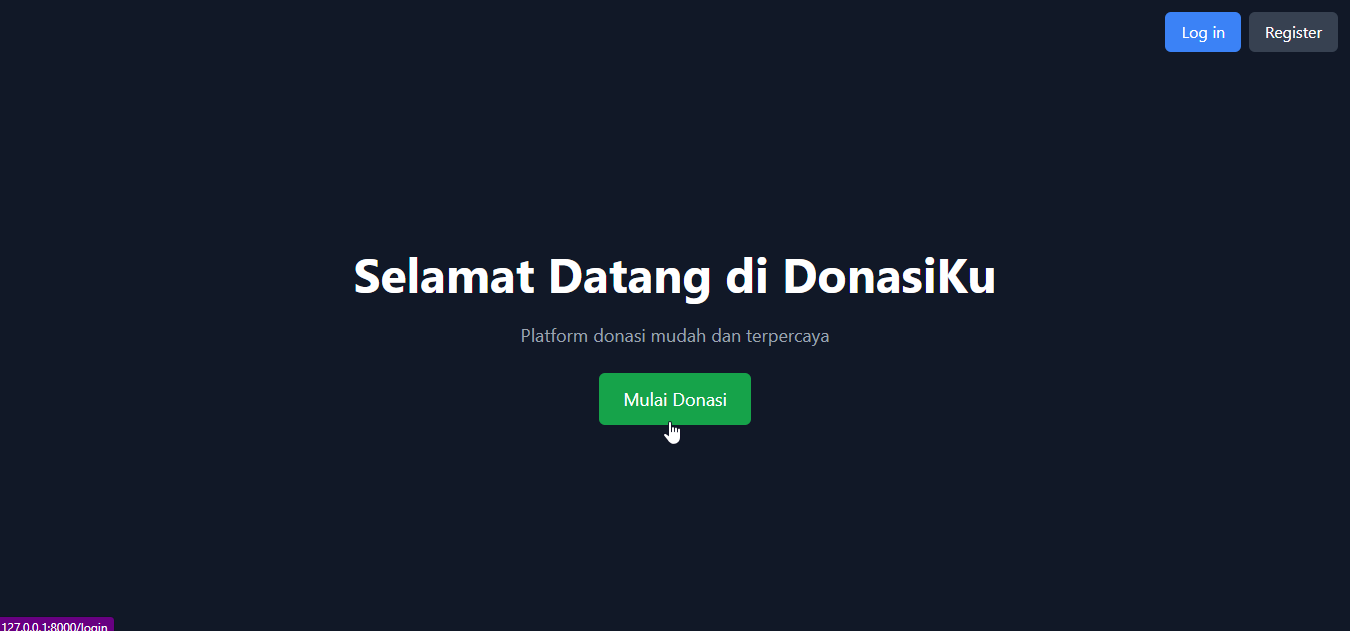 Log in
Register
Selamat Datang di DonasiKu
Platform donasi mudah dan terpercaya
Mulai Donasi
127.0.0.1:8000/login